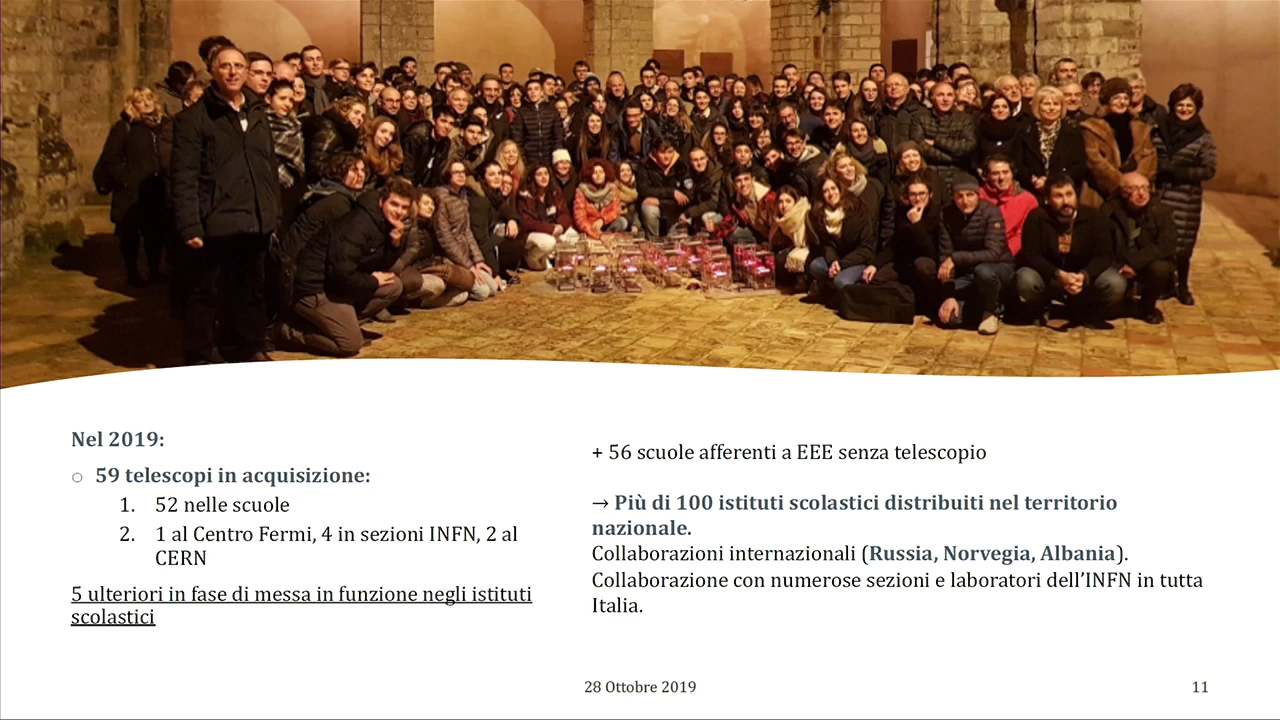 Nel 2019:
○ 59 telescopi in acquisizione:
1. 52 nelle scuole
2. 1 al Centro Fermi, 4 in sezioni INFN, 2 al
CERN
5 ulteriori in fase di messa in funzione negli istituti
scolastici
+ 56 scuole afferenti a EEE senza telescopio
→ Più di 100 istituti scolastici distribuiti nel territorio
nazionale.
Collaborazioni internazionali (Russia, Norvegia, Albania).
Collaborazione con numerose sezioni e laboratori dell’INFN in tutta
Italia.
28 Ottobre 2019
11